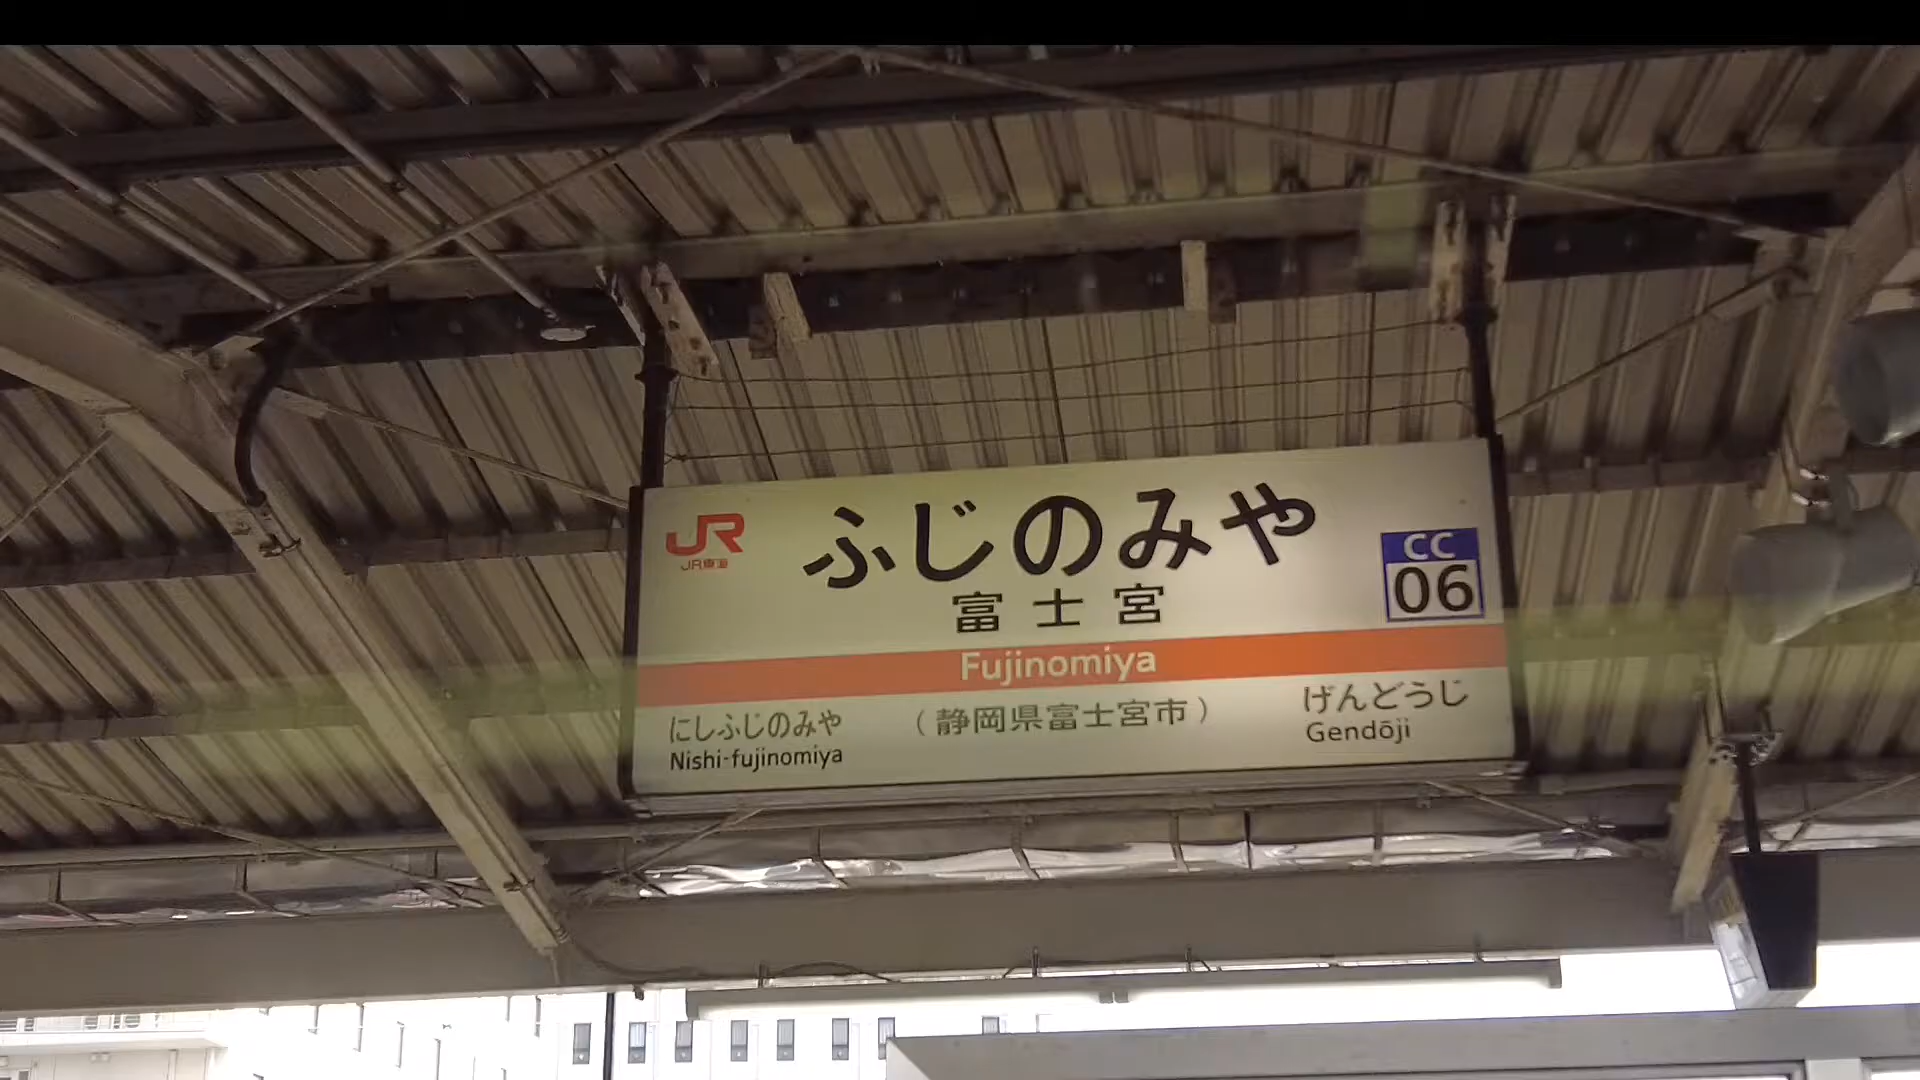 JR
JR東海
ふじのみや
CC
06
富士宮
Fujinomiya
にしふじのみや
Nishi-fujinomiya
(静岡県富士宮市)
げんどうじ
Gendōji